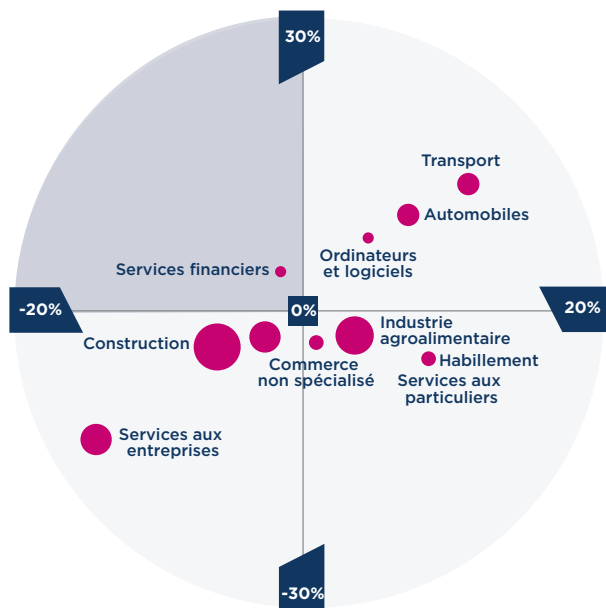 30%
Transport
Automobiles
Ordinateurs
et logiciels
Services financiers
-20%
0%
20%
Construction
Industrie
agroalimentaire
Commerce
non spécialisé
Habillement
Services aux
particuliers
Services aux
entreprises
-30%